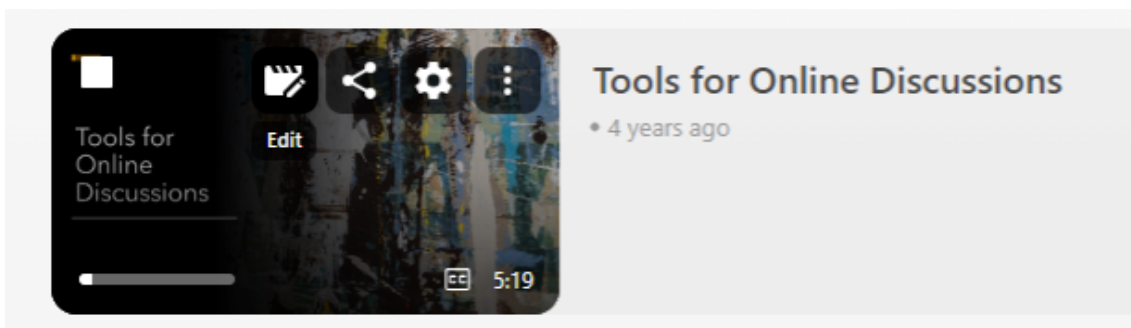 Tools for
Online
Discussions
Edit
CC 5:19
Tools for Online Discussions
• 4 years ago